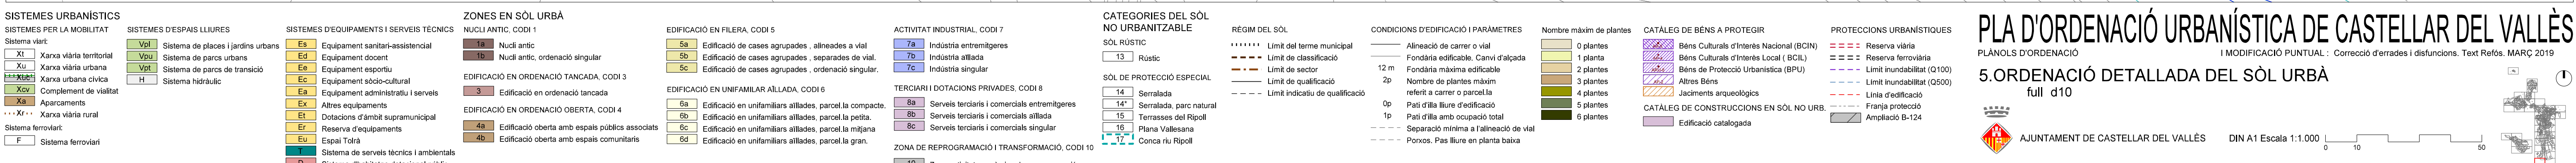 SISTEMES URBANÍSTICS
SISTEMES PER LA MOBILITAT
Sistema viari:
Xt Xarxa viària territorial
Xu Xarxa viària urbana
Xuc Xarxa urbana cívica
Xcv Complement de vialitat
Xa Aparcaments
Xr Xarxa viària rural
Sistema ferroviari:
F Sistema ferroviari
SISTEMES D'ESPAIS LLIURES
Vpl Sistema de places i jardins urbans
Vpu Sistema de parcs urbans
Vpt Sistema de parcs de transició
H Sistema hidràulic
SISTEMES D'EQUIPAMENTS I SERVEIS TÈCNICS
Es Equipament sanitari-assistencial
Ed Equipament docent
Ee Equipament esportiu
Ec Equipament sòcio-cultural
Ea Equipament administratiu i serveis
Ex Altres equipaments
Et Dotacions d'àmbit supramunicipal
Er Reserva d'equipaments
Eu Espai Tolrà
T Sistema de serveis tècnics i ambientals
ZONES EN SÒL URBÀ
NUCLI ANTIC, CODI 1
1a Nucli antic
1b Nucli antic, ordenació singular
EDIFICACIÓ EN ORDENACIÓ TANCADA, CODI 3
3 Edificació en ordenació tancada
EDIFICACIÓ EN ORDENACIÓ OBERTA, CODI 4
4a Edificació oberta amb espais públics associats
4b Edificació oberta amb espais comunitaris
EDIFICACIÓ EN FILERA, CODI 5
5a Edificació de cases agrupades , alineades a vial
5b Edificació de cases agrupades , separades de vial.
5c Edificació de cases agrupades , ordenació singular.
EDIFICACIÓ EN UNIFAMILAR AÏLLADA, CODI 6
6a Edificació en unifamiliars aïllades, parcel.la compacte.
6b Edificació en unifamiliars aïllades, parcel.la petita.
6c Edificació en unifamiliars aïllades, parcel.la mitjana
6d Edificació en unifamiliars aïllades, parcel.la gran.
ACTIVITAT INDUSTRIAL, CODI 7
7a Indústria entremitgeres
7b Indústria aïllada
7c Indústria singular
TERCIARI I DOTACIONS PRIVADES, CODI 8
8a Serveis terciaris i comercials entremitgeres
8b Serveis terciaris i comercials aïllada
8c Serveis terciaris i comercials singular
ZONA DE REPROGRAMACIÓ I TRANSFORMACIÓ, CODI 10
CATEGORIES DEL SÒL
NO URBANITZABLE
SÒL RÚSTIC
13 Rústic
SÒL DE PROTECCIÓ ESPECIAL
14 Serralada
14* Serralada, parc natural
15 Terrasses del Ripoll
16 Plana Vallesana
17 Conca riu Ripoll
RÈGIM DEL SÒL
Límit del terme municipal
Límit de classificació
Límit de sector
Límit de qualificació
Límit indicatiu de qualificació
CONDICIONS D'EDIFICACIÓ I PARÀMETRES
Alineació de carrer o vial
Fondària edificable, Canvi d'alçada
12 m Fondària màxima edificable
2p Nombre de plantes màxim
referit a carrer o parcel.la
0p Pati d'illa lliure d'edificació
1p Pati d'illa amb ocupació total
Separació mínima a l'alineació de vial
Porxos. Pas lliure en planta baixa
Nombre màxim de plantes
0 plantes
1 planta
2 plantes
3 plantes
4 plantes
5 plantes
6 plantes
CATÀLEG DE BÉNS A PROTEGIR
Béns Culturals d'Interès Nacional (BCIN)
Béns Culturals d'Interès Local ( BCIL)
Béns de Protecció Urbanística (BPU)
Altres Béns
Jaciments arqueològics
CATÀLEG DE CONSTRUCCIONS EN SÒL NO URB.
Edificació catalogada
PROTECCIONS URBANÍSTIQUES
Reserva viària
Reserva ferroviària
Límit inundabilitat (Q100)
Límit inundabilitat (Q500)
Línia d'edificació
Franja protecció
Ampliació B-124
PLA D'ORDENACIÓ URBANÍSTICA DE CASTELLAR DEL VALLÈS
PLÀNOLS D'ORDENACIÓ I MODIFICACIÓ PUNTUAL : Correcció d'errades i disfuncions. Text Refós. MARÇ 2019
5.ORDENACIÓ DETALLADA DEL SÒL URBÀ
full d10
AJUNTAMENT DE CASTELLAR DEL VALLÈS
DIN A1 Escala 1:1.000
0 10 50